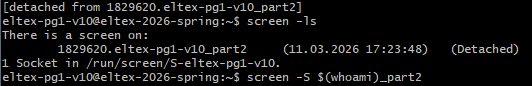 [detached from 1829620.eltex-pg1-v10_part2]
eltex-pg1-v10@eltex-2026-spring:~$ screen -ls
There is a screen on:
1829620.eltex-pg1-v10_part2 (11.03.2026 17:23:48) (Detached)
1 Socket in /run/screen/S-eltex-pg1-v10.
eltex-pg1-v10@eltex-2026-spring:~$ screen -S $(whoami)_part2